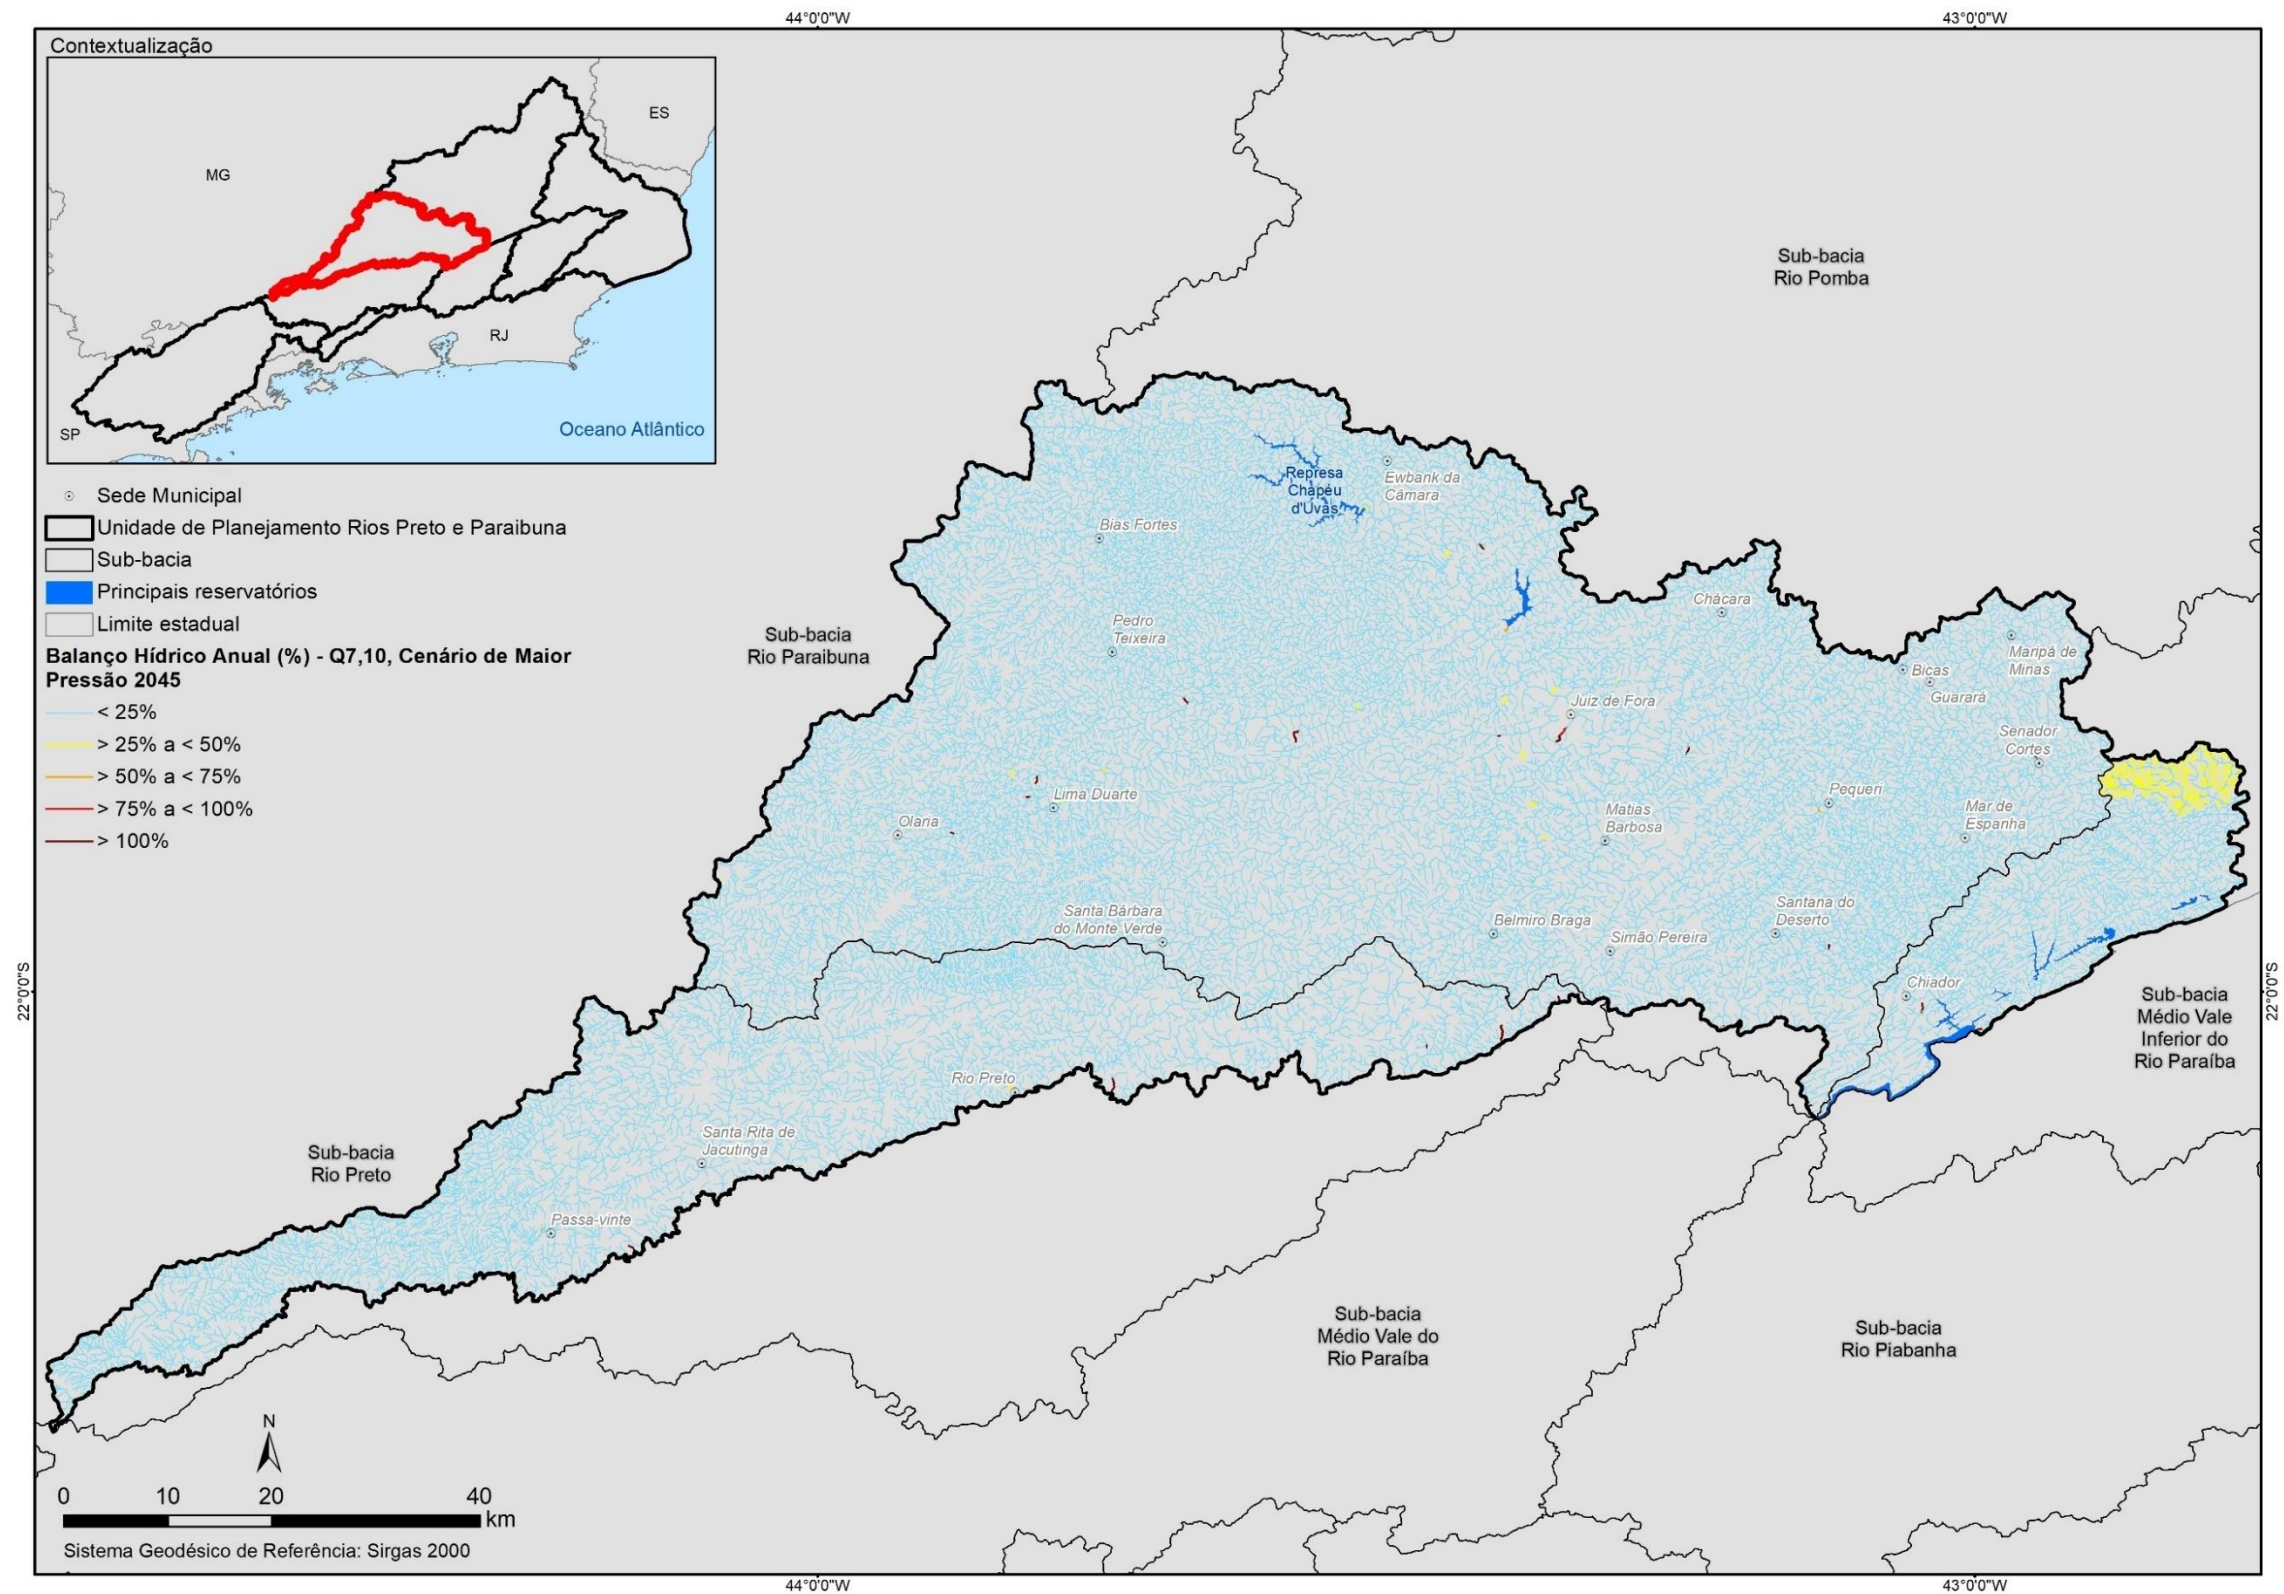 44°0'0"W
43°0'0"W
Contextualização
ES
MG
RJ
SP
Oceano Atlântico
Sede Municipal
Unidade de Planejamento Rios Preto e Paraibuna
Sub-bacia
Principais reservatórios
Limite estadual
Balanço Hídrico Anual (%) - Q7,10, Cenário de Maior
Pressão 2045
< 25%
> 25% a < 50%
> 50% a < 75%
> 75% a < 100%
> 100%
Sub-bacia
Rio Pomba
Represa
Chapéu
d'Uvas
Ewbank da
Câmara
Bias Fortes
Pedro
Teixeira
Sub-bacia
Rio Paraibuna
Chácara
Bicas
Guarará
Maripá de
Minas
Juiz de Fora
Senador
Cortes
Lima Duarte
Olaria
Matias
Barbosa
Pequeri
Mar de
Espanha
Santa Bárbara
do Monte Verde
Belmiro Braga
Simão Pereira
Santana do
Deserto
Chiador
22°0'0"S
22°0'0"S
Sub-bacia
Médio Vale
Inferior do
Rio Paraíba
Rio Preto
Santa Rita de
Jacutinga
Sub-bacia
Rio Preto
Passa-vinte
Sub-bacia
Médio Vale do
Rio Paraíba
Sub-bacia
Rio Piabanha
N
0 10 20 40
km
Sistema Geodésico de Referência: Sirgas 2000
44°0'0"W
43°0'0"W